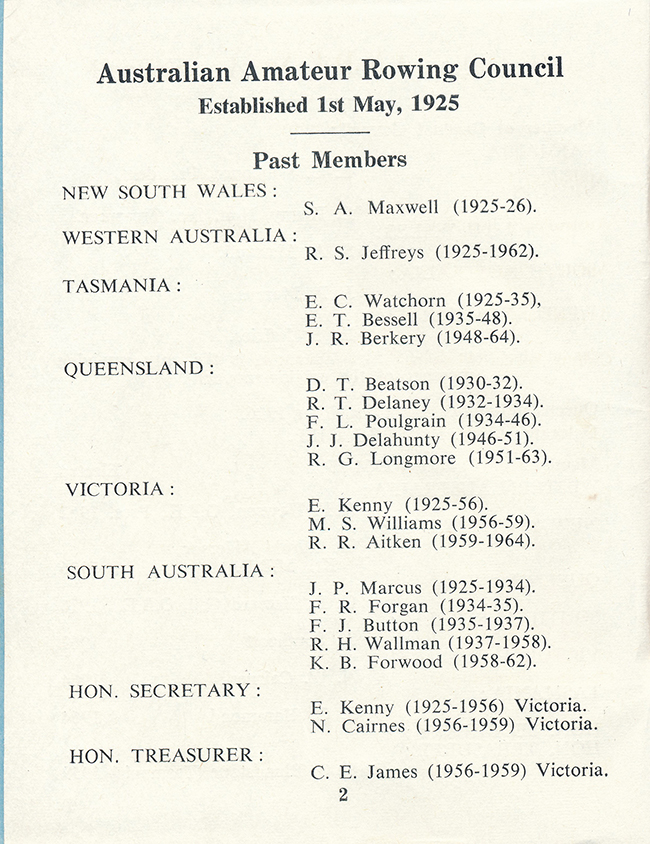 Australian Amateur Rowing Council
Established 1st May, 1925
Past Members
NEW SOUTH WALES :
S. A. Maxwell (1925-26).
WESTERN AUSTRALIA :
R. S. Jeffreys (1925-1962).
TASMANIA :
E. C. Watchorn (1925-35),
E. T. Bessell (1935-48).
J. R. Berkery (1948-64).
QUEENSLAND :
D. T. Beatson (1930-32).
R. T. Delaney (1932-1934).
F. L. Poulgrain (1934-46).
J. J. Delahunty (1946-51).
R. G. Longmore (1951-63).
VICTORIA :
E. Kenny (1925-56).
M. S. Williams (1956-59).
R. R. Aitken (1959-1964).
SOUTH AUSTRALIA :
J. P. Marcus (1925-1934).
F. R. Forgan (1934-35).
F. J. Button (1935-1937).
R. H. Wallman (1937-1958).
K. B. Forwood (1958-62).
HON. SECRETARY :
E. Kenny (1925-1956) Victoria.
N. Cairnes (1956-1959) Victoria.
HON. TREASURER :
C. E. James (1956-1959) Victoria.
2